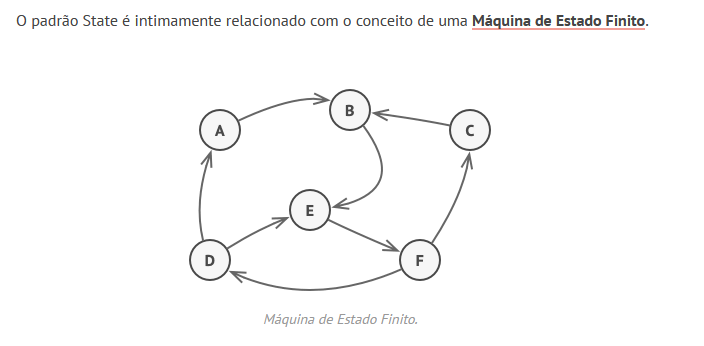 O padrão State é intimamente relacionado com o conceito de uma Máquina de Estado Finito.
B
A
C
E
D
F
Máquina de Estado Finito.